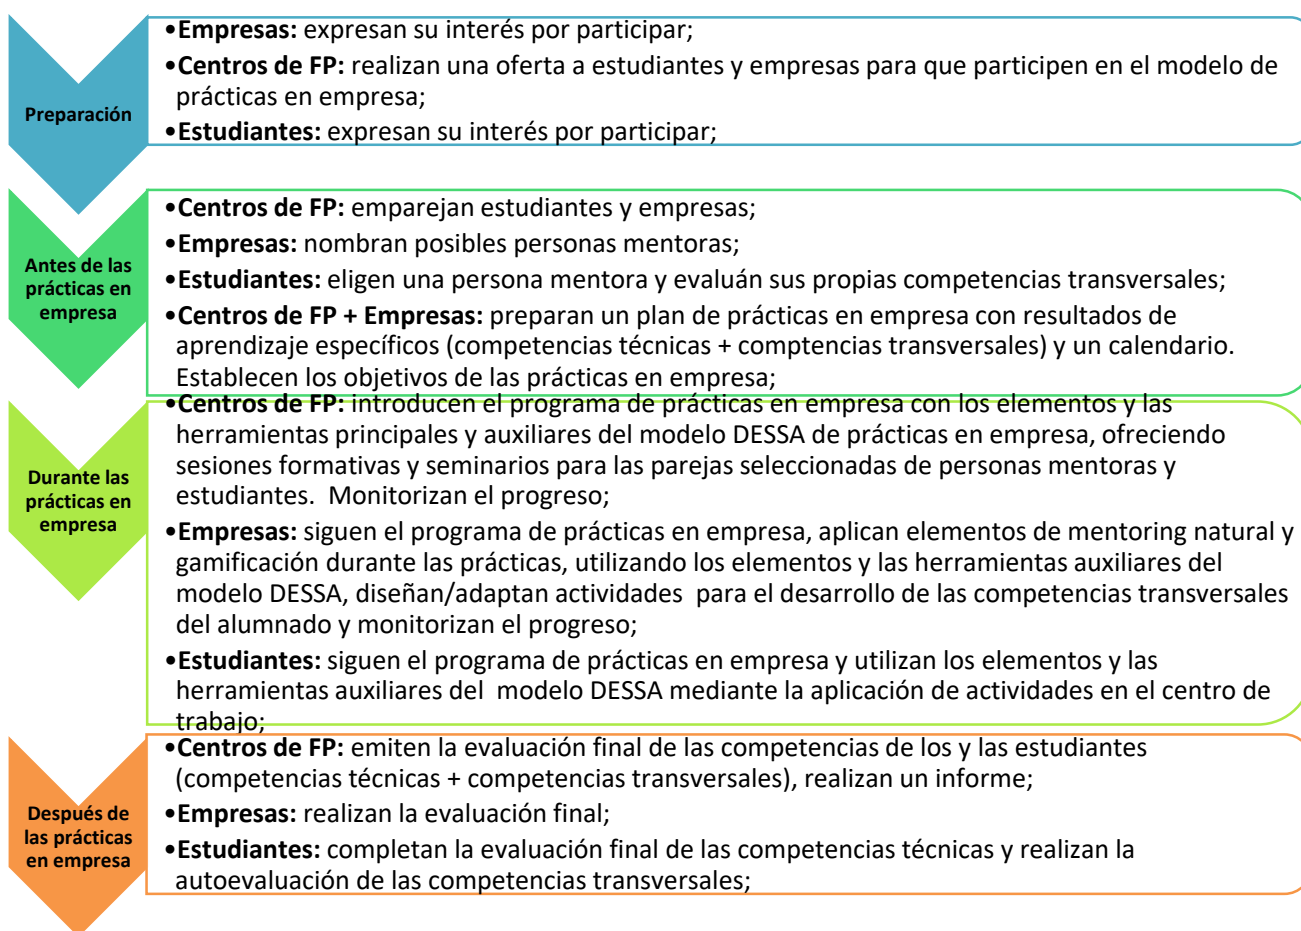 Preparación
•Empresas: expresan su interés por participar;
•Centros de FP: realizan una oferta a estudiantes y empresas para que participen en el modelo de
prácticas en empresa;
•Estudiantes: expresan su interés por participar;
Antes de las
prácticas en
empresa
•Centros de FP: emparejan estudiantes y empresas;
•Empresas: nombran posibles personas mentoras;
•Estudiantes: eligen una persona mentora y evaluán sus propias competencias transversales;
•Centros de FP + Empresas: preparan un plan de prácticas en empresa con resultados de
aprendizaje específicos (competencias técnicas + comptencias transversales) y un calendario.
Establecen los objetivos de las prácticas en empresa;
Durante las
prácticas en
empresa
•Centros de FP: introducen el programa de prácticas en empresa con los elementos y las
herramientas principales y auxiliares del modelo DESSA de prácticas en empresa, ofreciendo
sesiones formativas y seminarios para las parejas seleccionadas de personas mentoras y
estudiantes.  Monitorizan el progreso;
•Empresas: siguen el programa de prácticas en empresa, aplican elementos de mentoring natural y
gamificación durante las prácticas, utilizando los elementos y las herramientas auxiliares del
modelo DESSA, diseñan/adaptan actividades  para el desarrollo de las competencias transversales
del alumnado y monitorizan el progreso;
•Estudiantes: siguen el programa de prácticas en empresa y utilizan los elementos y las
herramientas auxiliares del  modelo DESSA mediante la aplicación de actividades en el centro de
trabajo;
Después de
las prácticas
en empresa
•Centros de FP: emiten la evaluación final de las competencias de los y las estudiantes
(competencias técnicas + competencias transversales), realizan un informe;
•Empresas: realizan la evaluación final;
•Estudiantes: completan la evaluación final de las competencias técnicas y realizan la
autoevaluación de las competencias transversales;